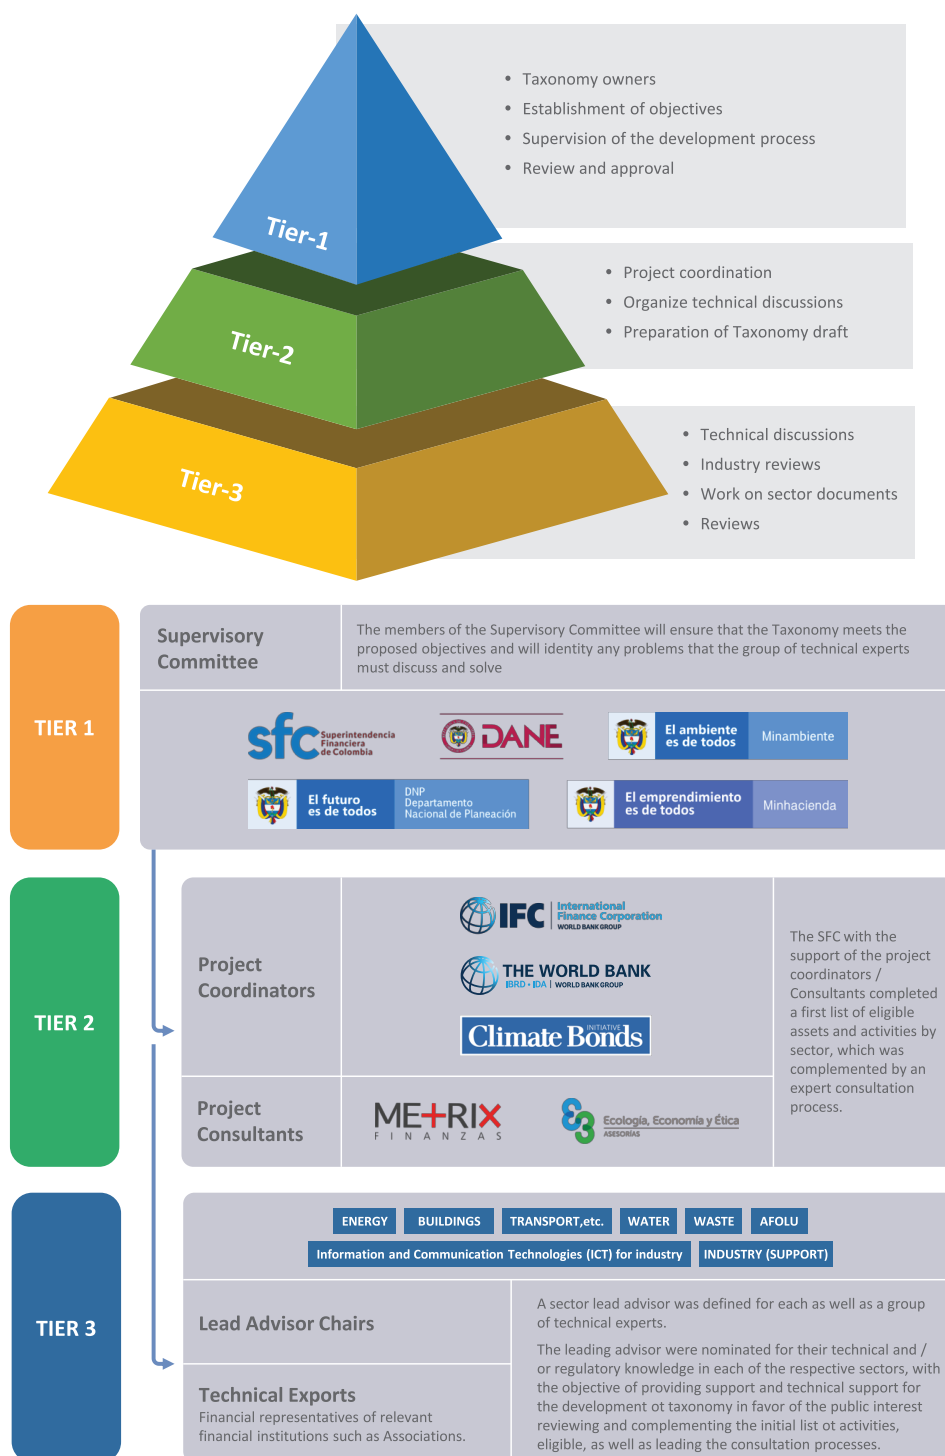 Tier-1
• Taxonomy owners
• Establishment of objectives
• Supervision of the development process
• Review and approval
Tier-2
• Project coordination
• Organize technical discussions
• Preparation of Taxonomy draft
Tier-3
• Technical discussions
• Industry reviews
• Work on sector documents
• Reviews
TIER 1
Supervisory
Committee
The members of the Supervisory Committee will ensure that the Taxonomy meets the
proposed objectives and will identity any problems that the group of technical experts
must discuss and solve
sfc Superintendencia
Financiera
de Colombia
DANE
El ambiente
es de todos
Minambiente
El futuro
es de todos
DNP
Departamento
Nacional de Planeación
El emprendimiento
es de todos
Minhacienda
TIER 2
Project
Coordinators
IFC International
Finance Corporation
WORLD BANK GROUP
THE WORLD BANK
IBRD • IDA | WORLD BANK GROUP
Climate Bonds
INITIATIVE
The SFC with the
support of the project
coordinators /
Consultants completed
a first list of eligible
assets and activities by
sector, which was
complemented by an
expert consultation
process.
Project
Consultants
METRIX
FINANZAS
Ecología, Economía y Ética
ASESORÍAS
TIER 3
ENERGY
BUILDINGS
TRANSPORT,etc.
WATER
WASTE
AFOLU
Information and Communication Technologies (ICT) for industry
INDUSTRY (SUPPORT)
Lead Advisor Chairs
Technical Exports
Financial representatives of relevant
financial institutions such as Associations.
A sector lead advisor was defined for each as well as a group
of technical experts.
The leading advisor were nominated for their technical and /
or regulatory knowledge in each of the respective sectors, with
the objective of providing support and technical support for
the development ot taxonomy in favor of the public interest
reviewing and complementing the initial list ot activities,
eligible, as well as leading the consultation processes.